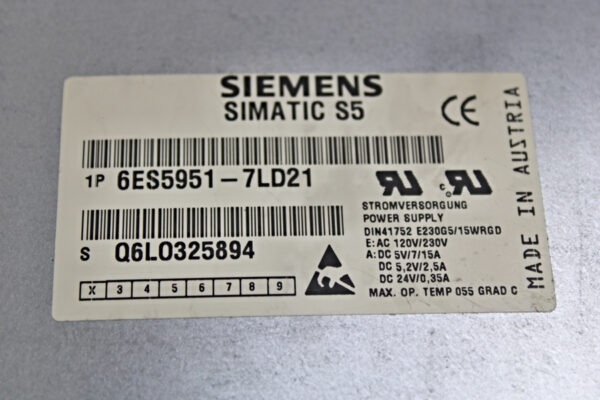 SIEMENS
SIMATIC S5
CE
1P 6ES5951-7LD21
S Q6LO325894
X 3 4 5 6 7 8 9
STROMVERSORGUNG
POWER SUPPLY
DIN41752 E230G5/15WRGD
E: AC 120V/230V
A: DC 5V/7/15A
DC 5,2V/2,5A
DC 24V/0,35A
MAX. OP. TEMP 055 GRAD C
MADE IN AUSTRIA